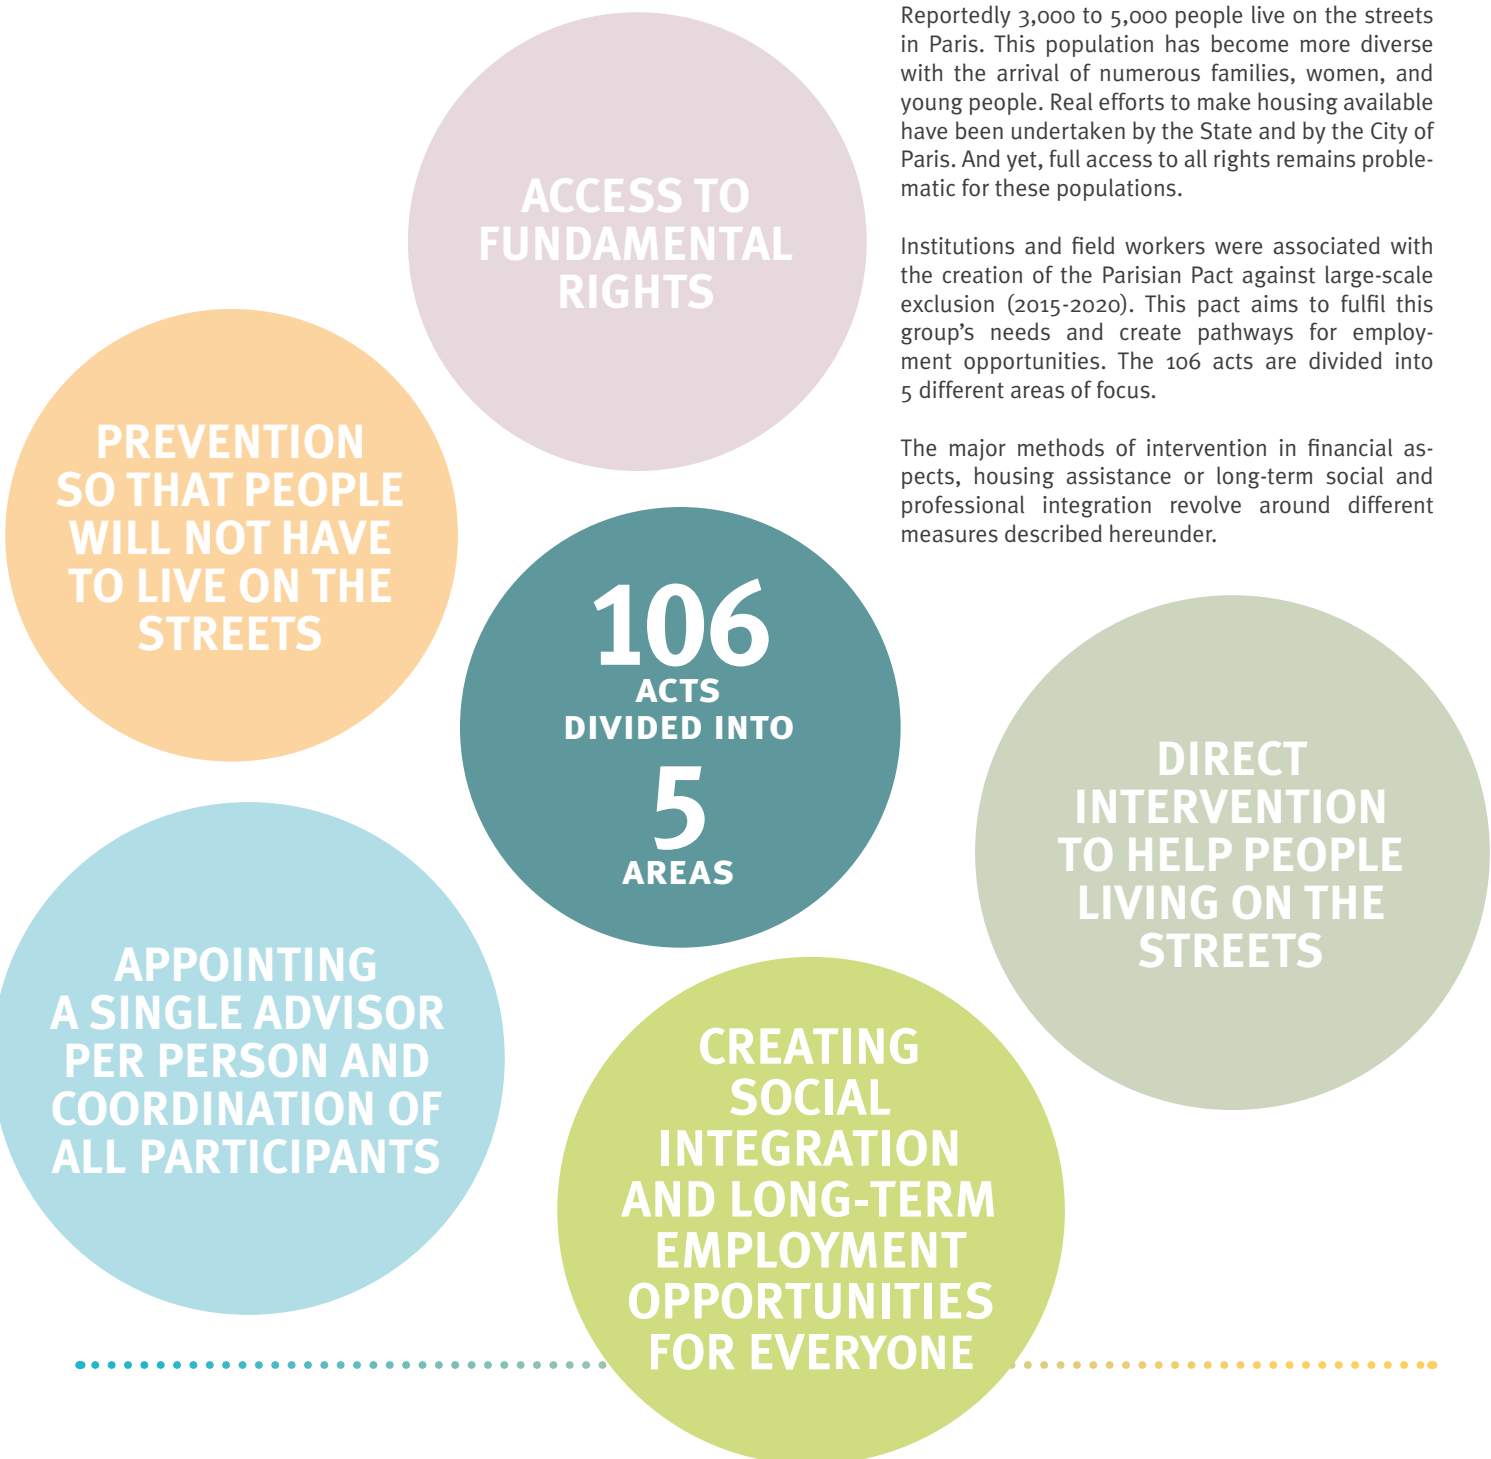 Reportedly 3,000 to 5,000 people live on the streets
in Paris. This population has become more diverse
with the arrival of numerous families, women, and
young people. Real efforts to make housing available
have been undertaken by the State and by the City of
Paris. And yet, full access to all rights remains proble-
matic for these populations.
Institutions and field workers were associated with
the creation of the Parisian Pact against large-scale
exclusion (2015-2020). This pact aims to fulfil this
group's needs and create pathways for employ-
ment opportunities. The 106 acts are divided into
5 different areas of focus.
The major methods of intervention in financial as-
pects, housing assistance or long-term social and
professional integration revolve around different
measures described hereunder.
ACCESS TO
FUNDAMENTAL
RIGHTS
PREVENTION
SO THAT PEOPLE
WILL NOT HAVE
TO LIVE ON THE
STREETS
106
ACTS
DIVIDED INTO
5
AREAS
DIRECT
INTERVENTION
TO HELP PEOPLE
LIVING ON THE
STREETS
APPOINTING
A SINGLE ADVISOR
PER PERSON AND
COORDINATION OF
ALL PARTICIPANTS
CREATING
SOCIAL
INTEGRATION
AND LONG-TERM
EMPLOYMENT
OPPORTUNITIES
FOR EVERYONE